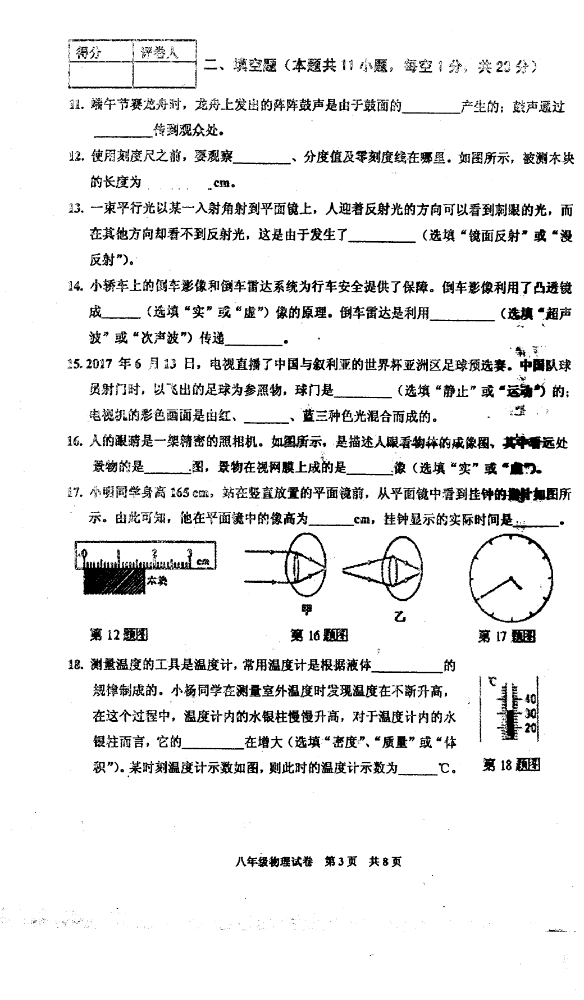 得分 评卷人
二、填空题（本题共11小题，每空1分，共23分）
11. 端午节赛龙舟时，龙舟上发出的阵阵鼓声是由于鼓面的________产生的；鼓声通过
________传到观众处。
12. 使用刻度尺之前，要观察________、分度值及零刻度线在哪里。如图所示，被测木块
的长度为________cm。
13. 一束平行光以某一入射角射到平面镜上，人迎着反射光的方向可以看到刺眼的光，而
在其他方向却看不到反射光，这是由于发生了________（选填“镜面反射”或“漫
反射”）。
14. 小轿车上的倒车影像和倒车雷达系统为行车安全提供了保障。倒车影像利用了凸透镜
成______（选填“实”或“虚”）像的原理。倒车雷达是利用________（选填“超声
波”或“次声波”）传递________。
15. 2017年6月13日，电视直播了中国与叙利亚的世界杯亚洲区足球预选赛。中国队球
员射门时，以飞出的足球为参照物，球门是________（选填“静止”或“运动”）的；
电视机的彩色画面是由红、______、蓝三种色光混合而成的。
16. 人的眼睛是一架精密的照相机。如图所示，是描述人眼看物体的成像图、其中看远处
景物的是______图，景物在视网膜上成的是______像（选填“实”或“虚”）。
17. 小明同学身高165cm，站在竖直放置的平面镜前，从平面镜中看到挂钟的指针如图所
示。由此可知，他在平面镜中的像高为______cm，挂钟显示的实际时间是______。
0 1 2 3 cm
木块
甲
乙
第12题图 第16题图 第17题图
18. 测量温度的工具是温度计，常用温度计是根据液体________的
规律制成的。小杨同学在测量室外温度时发现温度在不断升高，
在这个过程中，温度计内的水银柱慢慢升高，对于温度计内的水
银柱而言，它的________在增大（选填“密度”、“质量”或“体
积”）。某时刻温度计示数如图，则此时的温度计示数为______℃。
℃
40
30
20
第18题图
八年级物理试卷 第3页 共8页